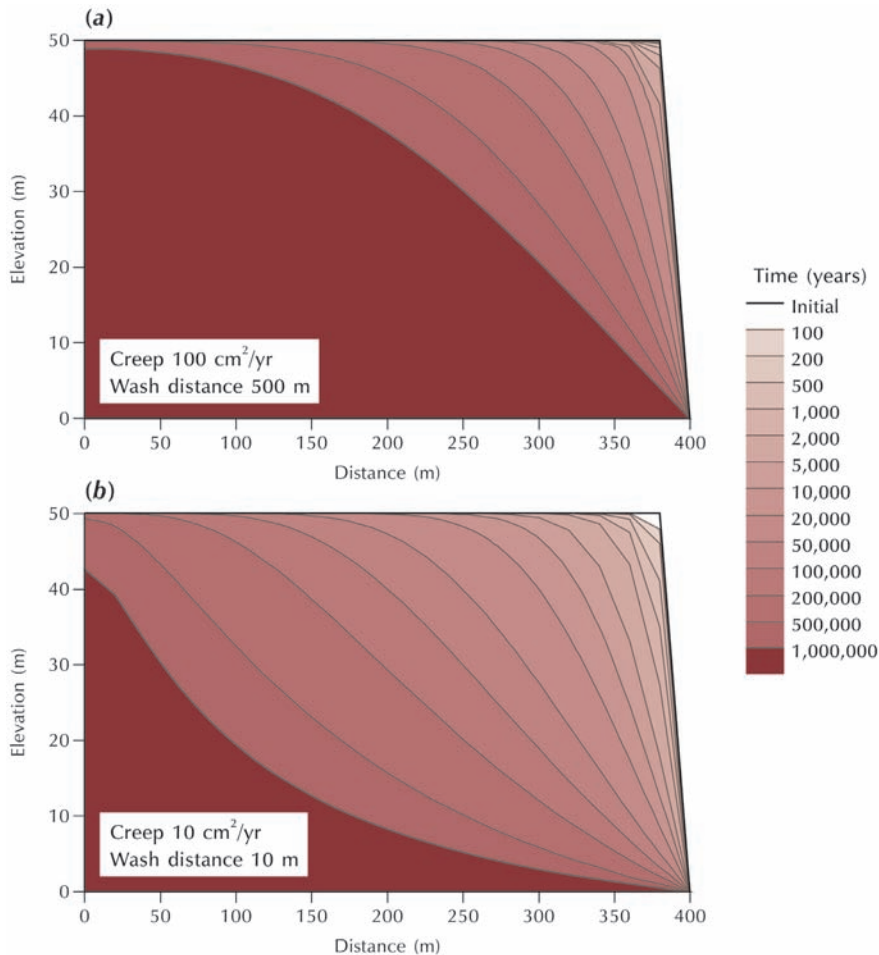 (a)
50
40
30
20
10
0
Elevation (m)
Creep 100 cm²/yr
Wash distance 500 m
0 50 100 150 200 250 300 350 400
Distance (m)
(b)
50
40
30
20
10
0
Elevation (m)
Creep 10 cm²/yr
Wash distance 10 m
0 50 100 150 200 250 300 350 400
Distance (m)
Time (years)
Initial
100
200
500
1,000
2,000
5,000
10,000
20,000
50,000
100,000
200,000
500,000
1,000,000